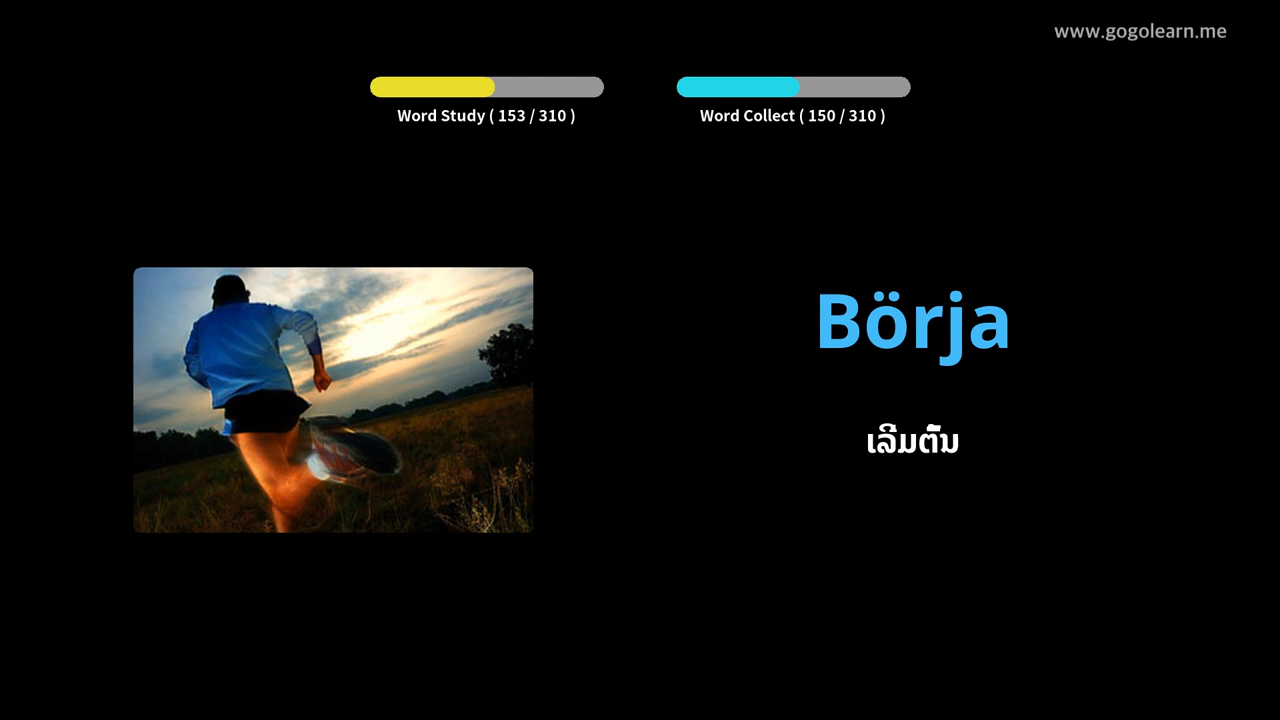 www.gogolearn.me
Word Study ( 153 / 310 )
Word Collect ( 150 / 310 )
Börja
ເລີ່ມຕົ້ນ